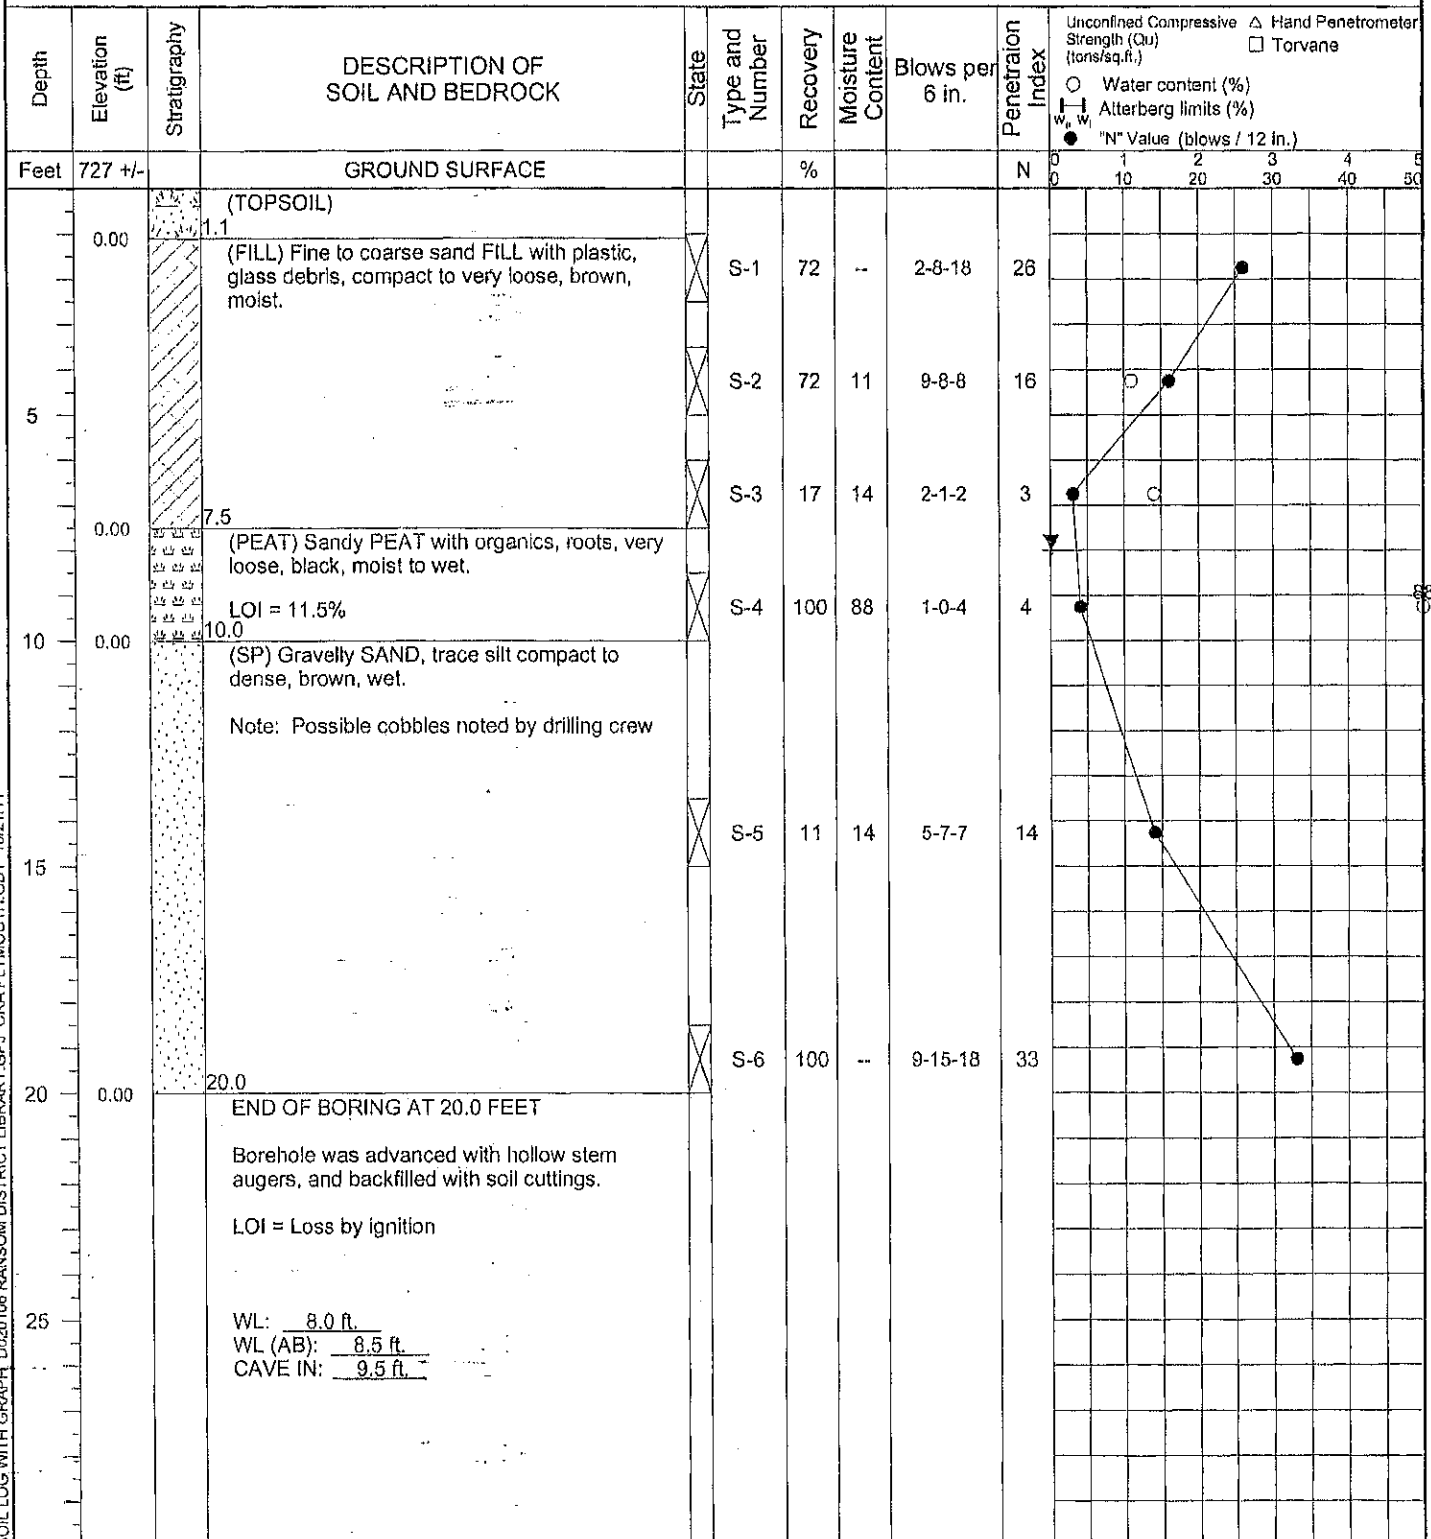 Depth
Elevation (ft)
Stratigraphy
DESCRIPTION OF
SOIL AND BEDROCK
State
Type and Number
Recovery
Moisture Content
Blows per
6 in.
Penetraion Index
Unconfined Compressive
Strength (Qu)
(tons/sq.ft.)
△ Hand Penetrometer
□ Torvane
○ Water content (%)
Atterberg limits (%)
● "N" Value (blows / 12 in.)
Feet 727 +/- GROUND SURFACE % N
0 1 2 3 4 5
0 10 20 30 40 50
(TOPSOIL)
1.1
0.00
(FILL) Fine to coarse sand FILL with plastic,
glass debris, compact to very loose, brown,
moist.
S-1 72 -- 2-8-18 26
S-2 72 11 9-8-8 16
5
S-3 17 14 2-1-2 3
7.5
0.00
(PEAT) Sandy PEAT with organics, roots, very
loose, black, moist to wet.
LOI = 11.5%
S-4 100 88 1-0-4 4
10.0
10 0.00
(SP) Gravelly SAND, trace silt compact to
dense, brown, wet.
Note: Possible cobbles noted by drilling crew
S-5 11 14 5-7-7 14
15
S-6 100 -- 9-15-18 33
20.0
20 0.00
END OF BORING AT 20.0 FEET
Borehole was advanced with hollow stem
augers, and backfilled with soil cuttings.
LOI = Loss by ignition
25
WL: 8.0 ft.
WL (AB): 8.5 ft.
CAVE IN: 9.5 ft.
SOIL LOG WITH GRAPH RANSOM DISTRICT LIBRARY.GPJ